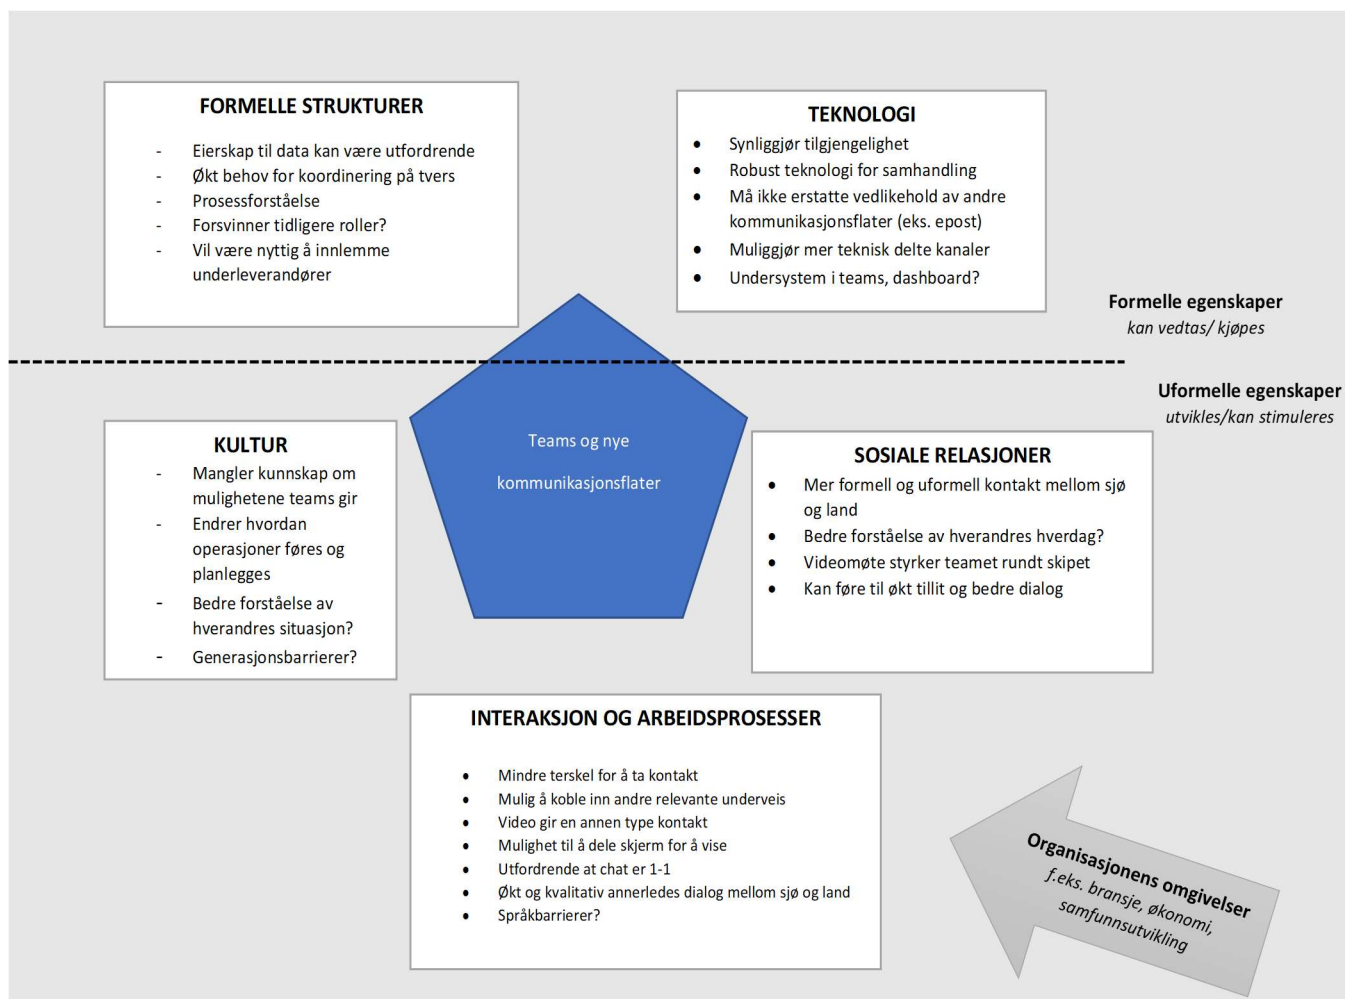 FORMELLE STRUKTURER
- Eierskap til data kan være utfordrende
- Økt behov for koordinering på tvers
- Prosessforståelse
- Forsvinner tidligere roller?
- Vil være nyttig å innlemme
underleverandører
TEKNOLOGI
• Synliggjør tilgjengelighet
• Robust teknologi for samhandling
• Må ikke erstatte vedlikehold av andre
kommunikasjonsflater (eks. epost)
• Muliggjør mer teknisk delte kanaler
• Undersystem i teams, dashboard?
Formelle egenskaper
kan vedtas/ kjøpes
Uformelle egenskaper
utvikles/kan stimuleres
KULTUR
- Mangler kunnskap om
mulighetene teams gir
- Endrer hvordan
operasjoner føres og
planlegges
- Bedre forståelse av
hverandres situasjon?
- Generasjonsbarrierer?
Teams og nye
kommunikasjonsflater
SOSIALE RELASJONER
• Mer formell og uformell kontakt mellom sjø
og land
• Bedre forståelse av hverandres hverdag?
• Videomøte styrker teamet rundt skipet
• Kan føre til økt tillit og bedre dialog
INTERAKSJON OG ARBEIDSPROSESSER
• Mindre terskel for å ta kontakt
• Mulig å koble inn andre relevante underveis
• Video gir en annen type kontakt
• Mulighet til å dele skjerm for å vise
• Utfordrende at chat er 1-1
• Økt og kvalitativ annerledes dialog mellom sjø og land
• Språkbarrierer?
Organisasjonens omgivelser
f.eks. bransje, økonomi,
samfunnsutvikling